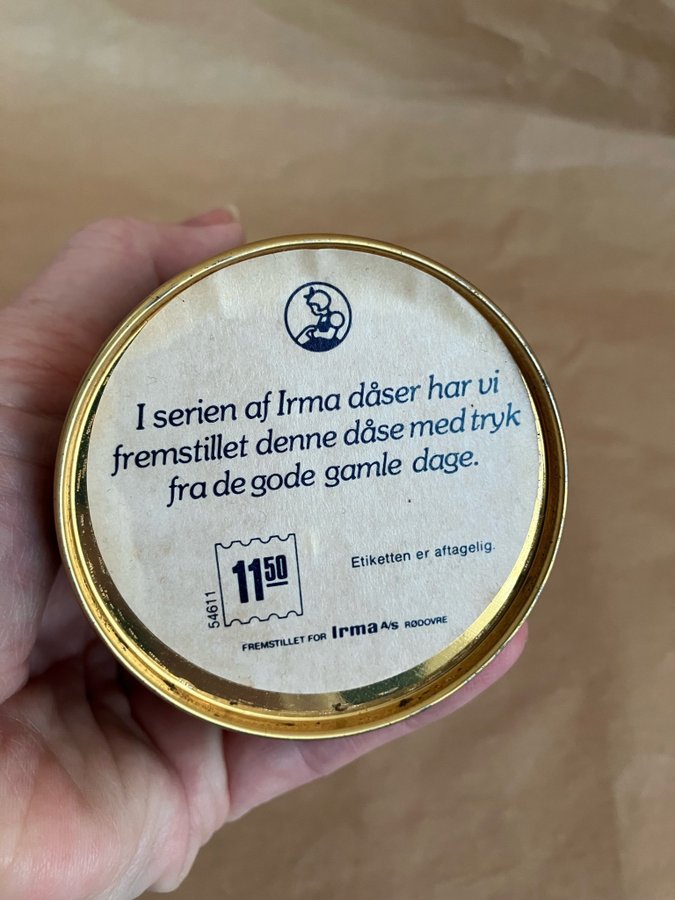 I serien af Irma dåser har vi
fremstillet denne dåse med tryk
fra de gode gamle dage.
Etiketten er aftagelig.
11 50
54611
FREMSTILLET FOR Irma A/S RØDOVRE